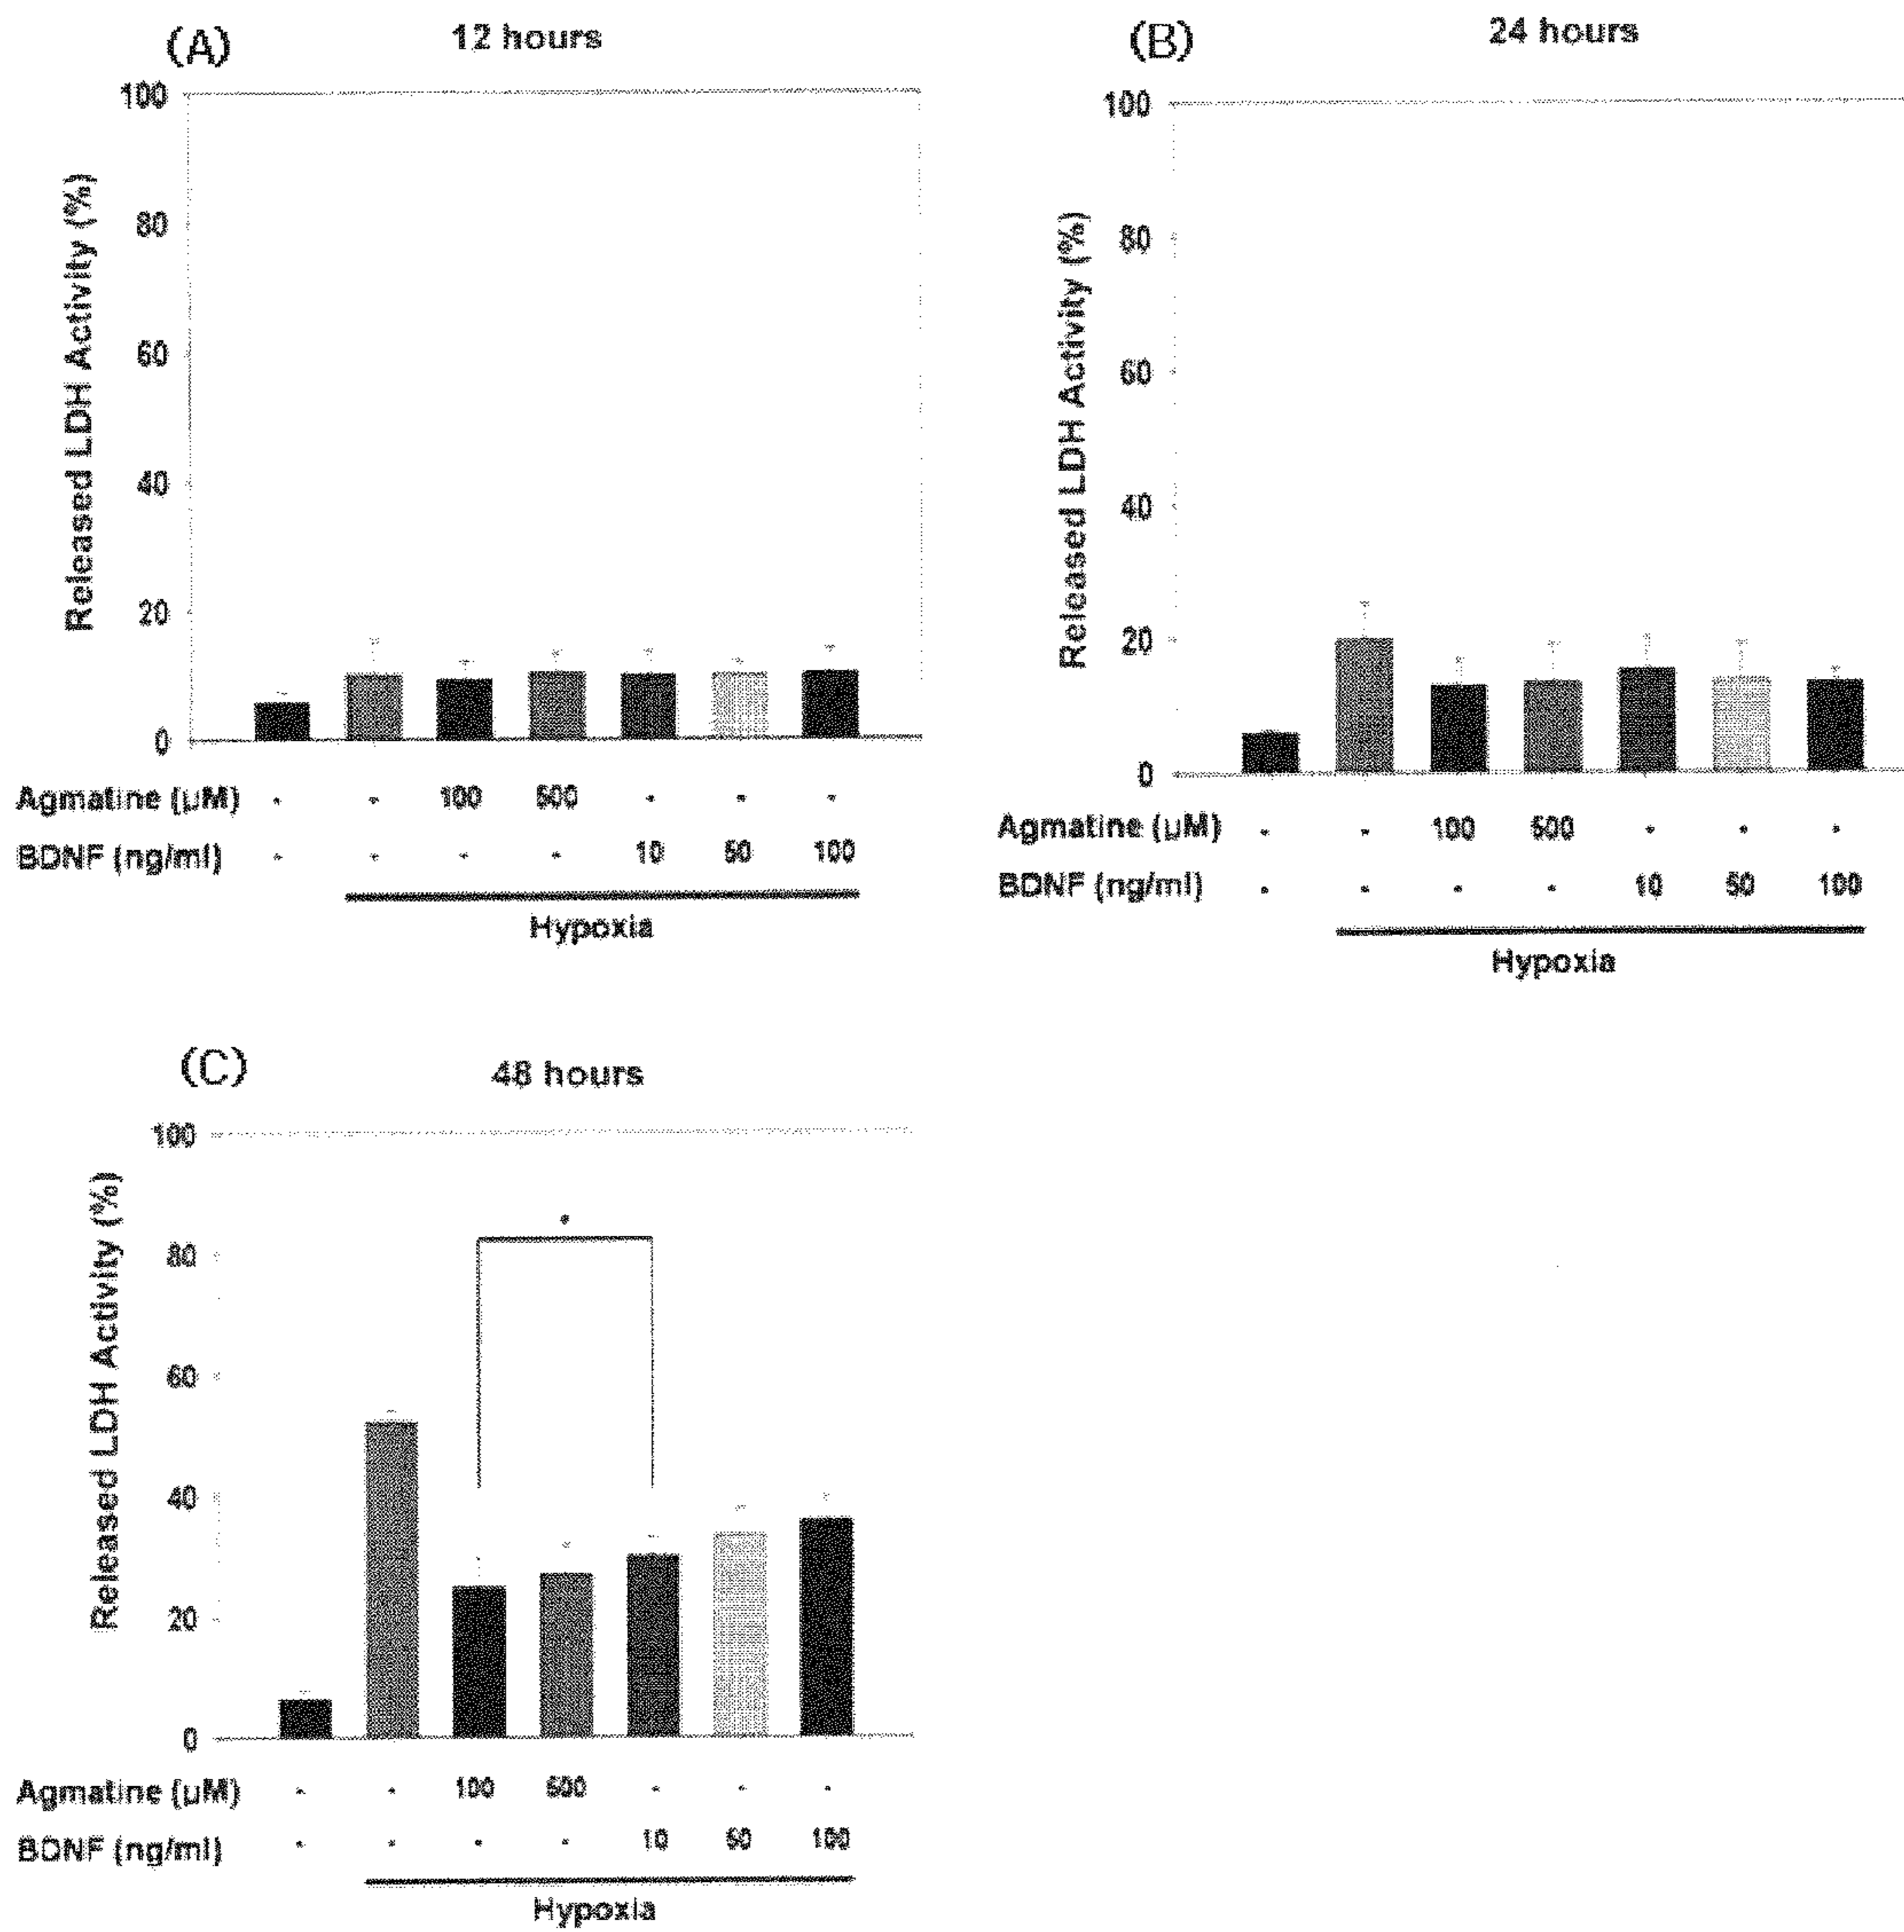 (A) 12 hours
Released LDH Activity (%)
100
80
60
40
20
0
Agmatine (µM) - - 100 500 - - -
BDNF (ng/ml) - - - - 10 50 100
Hypoxia
(B) 24 hours
Released LDH Activity (%)
100
80
60
40
20
0
Agmatine (µM) - - 100 500 - - -
BDNF (ng/ml) - - - - 10 50 100
Hypoxia
(C) 48 hours
Released LDH Activity (%)
100
80
60
40
20
0
*
Agmatine (µM) - - 100 500 - - -
BDNF (ng/ml) - - - - 10 50 100
Hypoxia